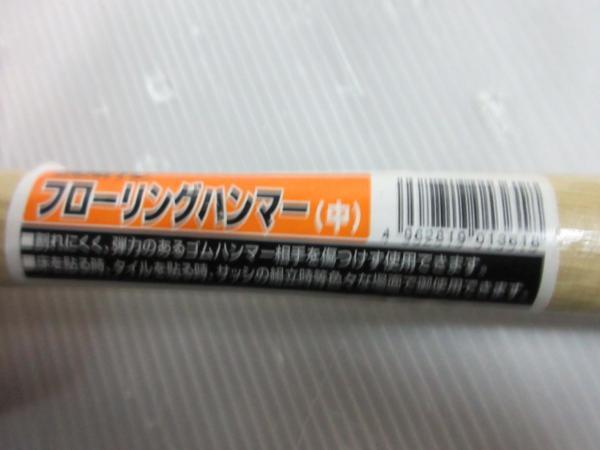 フローリングハンマー(中)
4 962819 013618
■割れにくく、弾力のあるゴムハンマー相手を傷つけず使用できます。
■床を貼る時、タイルを貼る時、サッシの組立時等色々な場面で御使用できます。